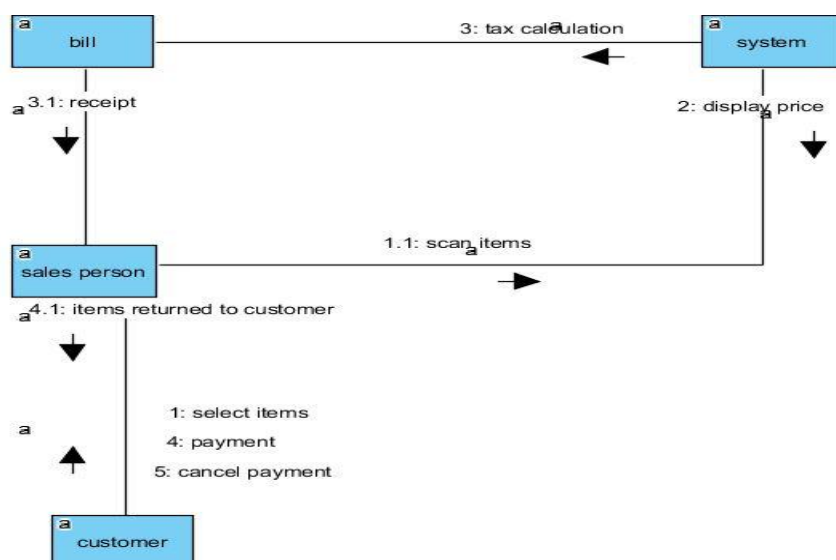 a
a
a
bill
3: tax calculation
system
a 3.1: receipt
2: display price
a
a
1.1: scan items
a
sales person
a 4.1: items returned to customer
1: select items
a
4: payment
5: cancel payment
a
customer